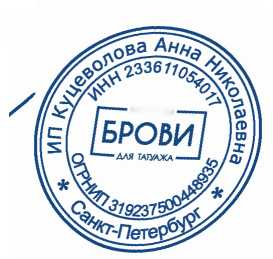 ИП Куцеволова Анна Николаевна
ИНН 233611054017
БРОВИ
ДЛЯ ТАТУАЖА
ОГРНИП 319237500448935
* Санкт-Петербург *